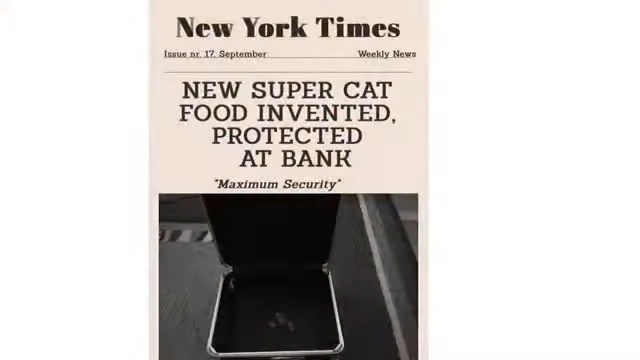 New York Times
Issue nr. 17. September Weekly News
NEW SUPER CAT
FOOD INVENTED,
PROTECTED
AT BANK
"Maximum Security"